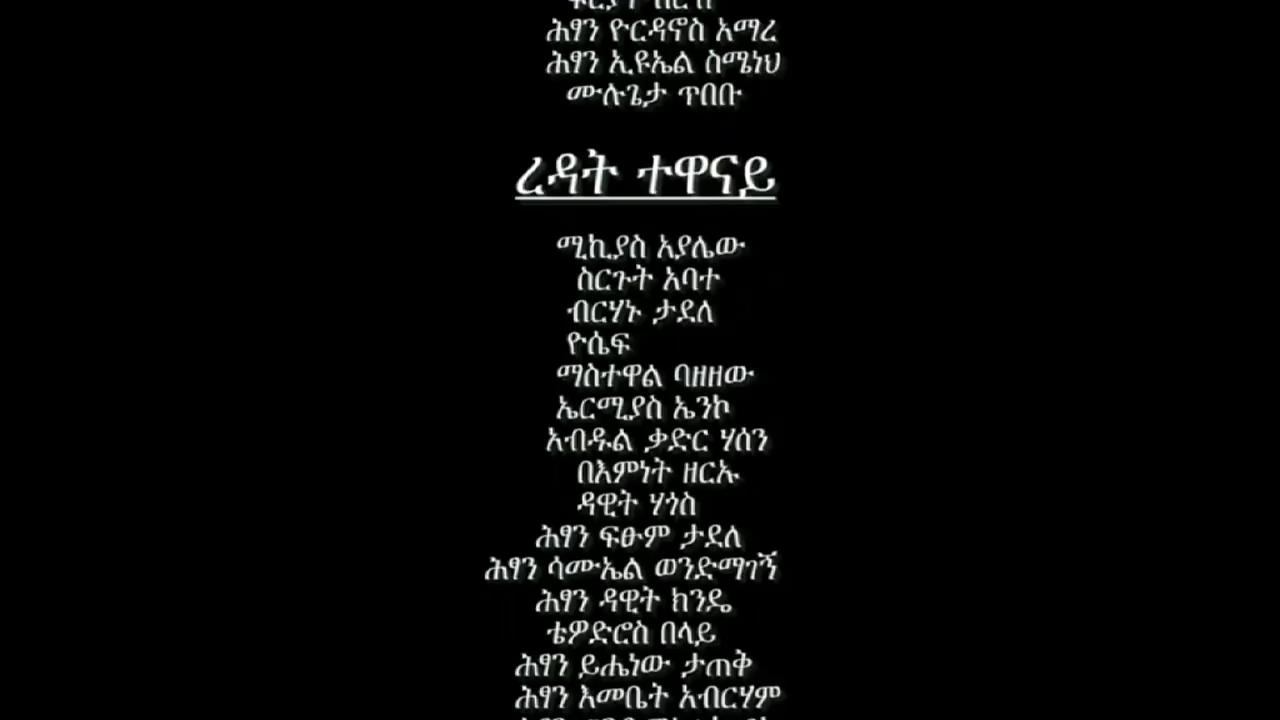 ሕፃን ዮርዳኖስ አማረ
ሕፃን ኢዩኤል ስሜነህ
ሙሉጌታ ጥበቡ
ረዳት ተዋናይ
ሚኪያስ አያሌው
ስርጉት አባተ
ብርሃኑ ታደለ
ዮሴፍ
ማስተዋል ባዘዘው
ኤርሚያስ ኤንኮ
አብዱል ቃድር ሃሰን
በእምነት ዘርኡ
ዳዊት ሃጎስ
ሕፃን ፍፁም ታደለ
ሕፃን ሳሙኤል ወንድማገኝ
ሕፃን ዳዊት ክንዴ
ቴዎድሮስ በላይ
ሕፃን ይሔነው ታጠቅ
ሕፃን እመቤት አብርሃም